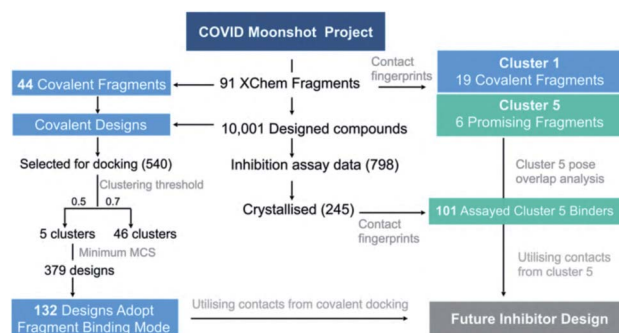 COVID Moonshot Project
44 Covalent Fragments
91 XChem Fragments
Contact
fingerprints
Cluster 1
19 Covalent Fragments
Cluster 5
6 Promising Fragments
Covalent Designs
10,001 Designed compounds
Selected for docking (540)
Inhibition assay data (798)
Cluster 5 pose
overlap analysis
Clustering threshold
0.5
0.7
Crystallised (245)
Contact
fingerprints
101 Assayed Cluster 5 Binders
5 clusters
46 clusters
Minimum MCS
379 designs
Utilising contacts
from cluster 5
132 Designs Adopt
Fragment Binding Mode
Utilising contacts from covalent docking
Future Inhibitor Design